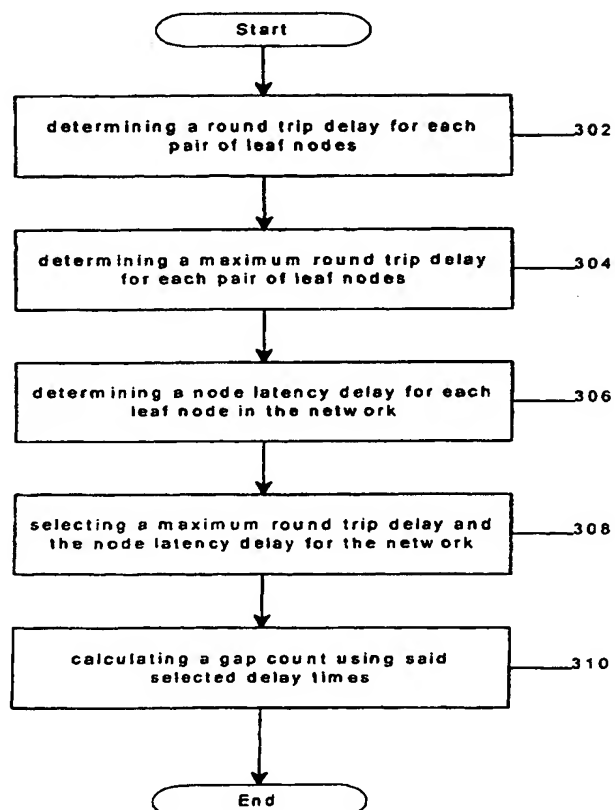 Start
determining a round trip delay for each
pair of leaf nodes
302
determining a maximum round trip delay
for each pair of leaf nodes
304
determining a node latency delay for each
leaf node in the network
306
selecting a maximum round trip delay and
the node latency delay for the network
308
calculating a gap count using said
selected delay times
310
End